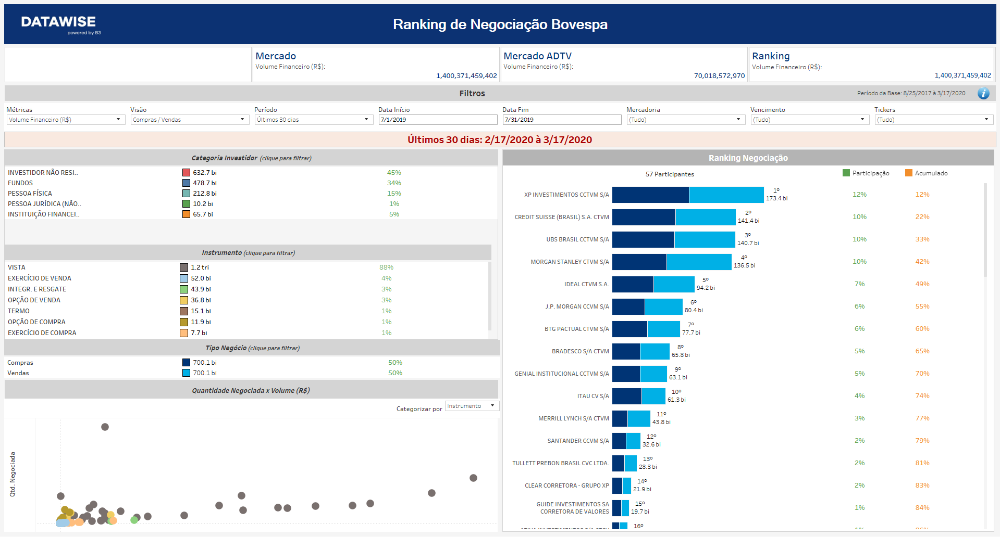 DATAWISE
powered by B3
Ranking de Negociação Bovespa
Mercado
Volume Financeiro (R$):
1,400,371,459,402
Mercado ADTV
Volume Financeiro (R$):
70,018,572,970
Ranking
Volume Financeiro (R$):
1,400,371,459,402
Filtros
Período da Base: 8/25/2017 à 3/17/2020
i
Métricas
Volume Financeiro (R$)
Visão
Compras / Vendas
Período
Últimos 30 dias
Data Início
7/1/2019
Data Fim
7/31/2019
Mercadoria
(Tudo)
Vencimento
(Tudo)
Tickers
(Tudo)
Últimos 30 dias: 2/17/2020 à 3/17/2020
Categoria Investidor (clique para filtrar)
INVESTIDOR NÃO RESI.. 632.7 bi 45%
FUNDOS 478.7 bi 34%
PESSOA FÍSICA 212.8 bi 15%
PESSOA JURÍDICA (NÃO.. 10.2 bi 1%
INSTITUIÇÃO FINANCEI.. 65.7 bi 5%
Instrumento (clique para filtrar)
VISTA 1.2 tri 88%
EXERCÍCIO DE VENDA 52.0 bi 4%
INTEGR. E RESGATE 43.9 bi 3%
OPÇÃO DE VENDA 36.8 bi 3%
TERMO 15.1 bi 1%
OPÇÃO DE COMPRA 11.9 bi 1%
EXERCÍCIO DE COMPRA 7.7 bi 1%
Tipo Negócio (clique para filtrar)
Compras 700.1 bi 50%
Vendas 700.1 bi 50%
Quantidade Negociada x Volume (R$)
Categorizar por Instrumento
Qtd. Negociada
Ranking Negociação
57 Participantes Participação Acumulado
XP INVESTIMENTOS CCTVM S/A 1º 173.4 bi 12% 12%
CREDIT SUISSE (BRASIL) S.A. CTVM 2º 141.4 bi 10% 22%
UBS BRASIL CCTVM S/A 3º 140.7 bi 10% 33%
MORGAN STANLEY CTVM S/A 4º 136.5 bi 10% 42%
IDEAL CTVM S.A. 5º 94.2 bi 7% 49%
J.P. MORGAN CCVM S/A 6º 80.4 bi 6% 55%
BTG PACTUAL CTVM S/A 7º 77.7 bi 6% 60%
BRADESCO S/A CTVM 8º 65.8 bi 5% 65%
GENIAL INSTITUCIONAL CCTVM S/A 9º 63.1 bi 5% 70%
ITAU CV S/A 10º 61.3 bi 4% 74%
MERRILL LYNCH S/A CTVM 11º 43.8 bi 3% 77%
SANTANDER CCVM S/A 12º 32.6 bi 2% 79%
TULLETT PREBON BRASIL CVC LTDA. 13º 28.3 bi 2% 81%
CLEAR CORRETORA - GRUPO XP 14º 21.9 bi 2% 83%
GUIDE INVESTIMENTOS SA
CORRETORA DE VALORES 15º 19.7 bi 1% 84%
16º